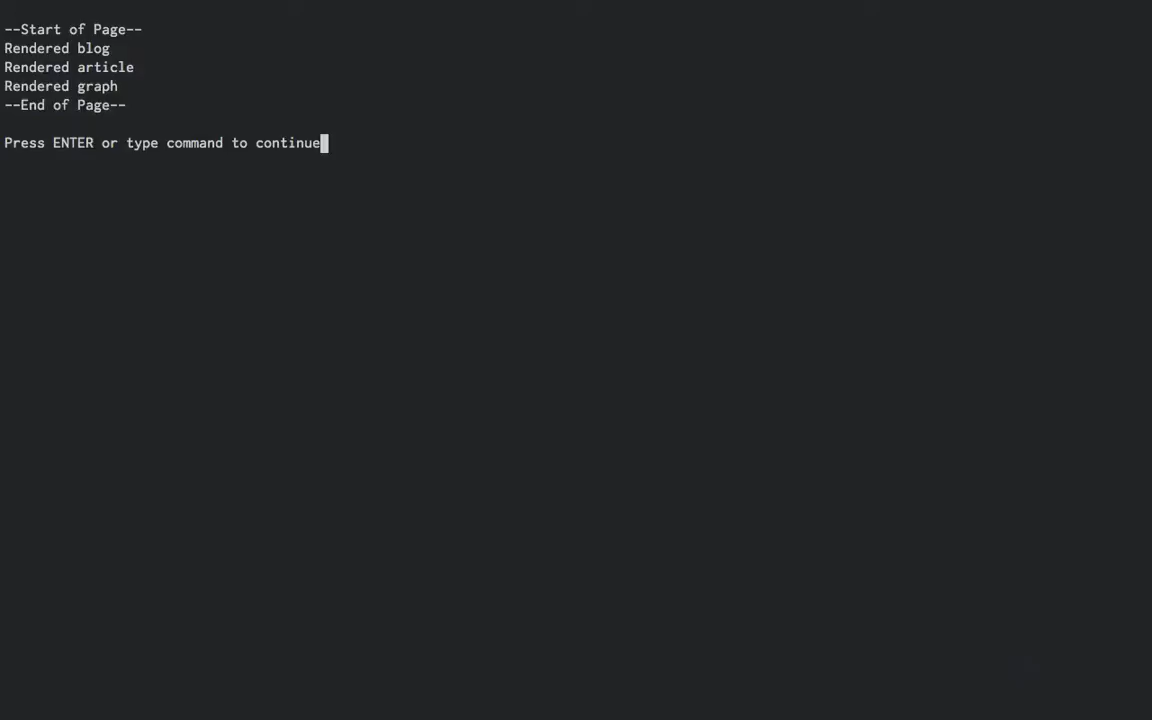 --Start of Page--
Rendered blog
Rendered article
Rendered graph
--End of Page--
Press ENTER or type command to continue